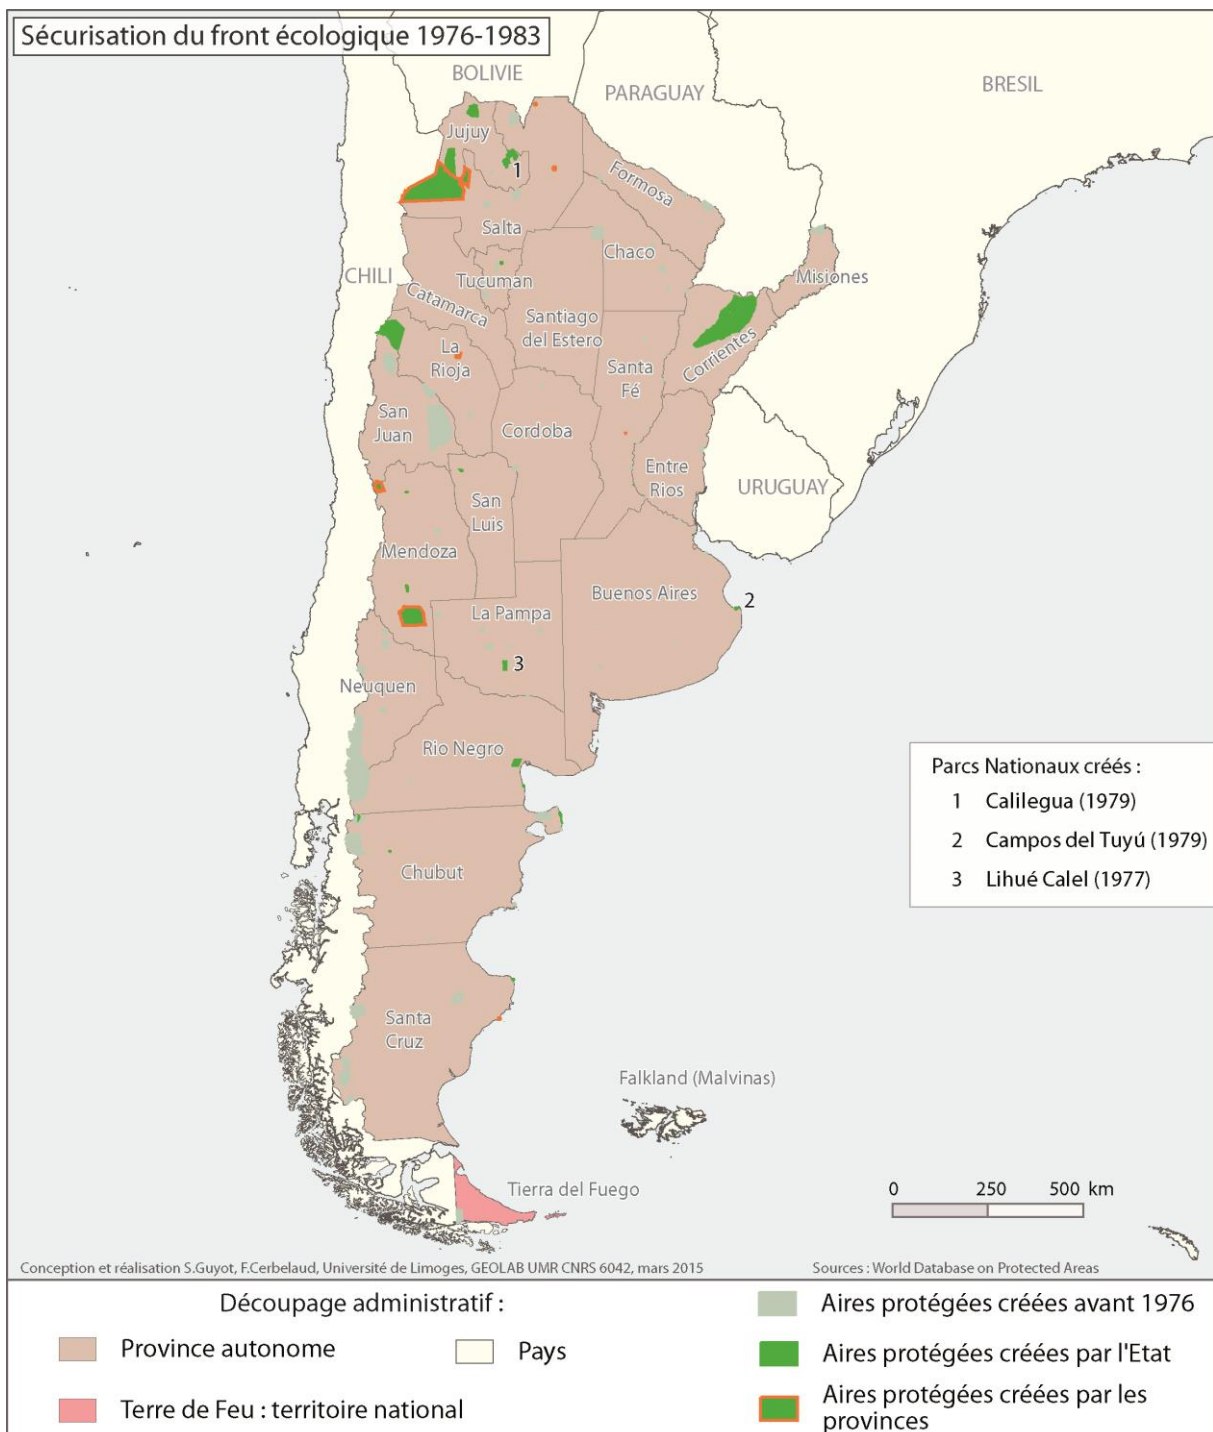 Sécurisation du front écologique 1976-1983
BOLIVIE
PARAGUAY
BRESIL
Jujuy
1
Formosa
Salta
Chaco
CHILI
Tucuman
Misiones
Catamarca
Santiago
del Estero
Corrientes
La
Rioja
Santa
Fé
San
Juan
Cordoba
Entre
Rios
URUGUAY
San
Luis
Mendoza
Buenos Aires
2
La Pampa
3
Neuquen
Rio Negro
Parcs Nationaux créés :
1 Calilegua (1979)
2 Campos del Tuyú (1979)
3 Lihué Calel (1977)
Chubut
Santa
Cruz
Falkland (Malvinas)
Tierra del Fuego
0 250 500 km
Conception et réalisation S.Guyot, F.Cerbelaud, Université de Limoges, GEOLAB UMR CNRS 6042, mars 2015
Sources : World Database on Protected Areas
Découpage administratif :
Province autonome
Pays
Terre de Feu : territoire national
Aires protégées créées avant 1976
Aires protégées créées par l'Etat
Aires protégées créées par les
provinces